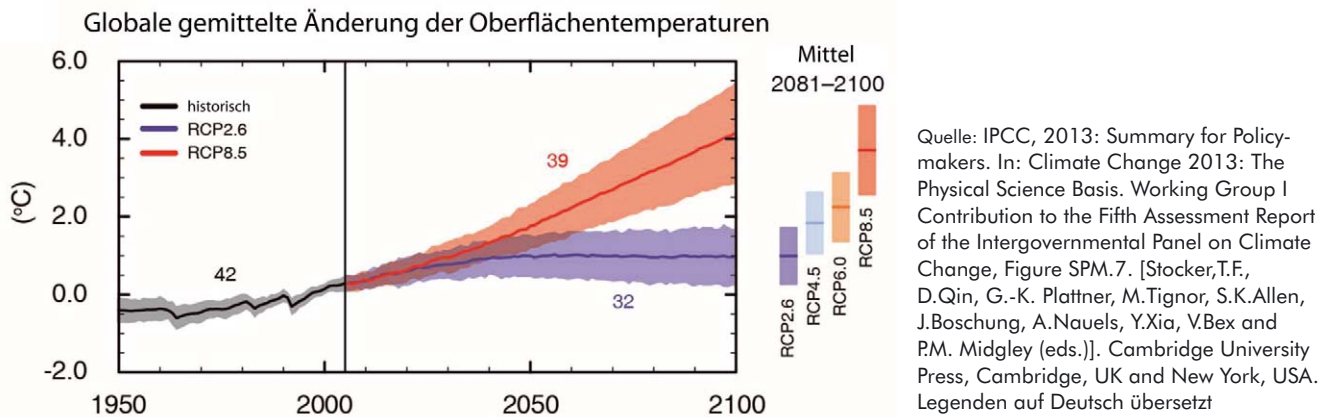 Globale gemittelte Änderung der Oberflächentemperaturen
6.0
4.0
2.0
0.0
-2.0
(°C)
historisch
RCP2.6
RCP8.5
42
39
32
1950
2000
2050
2100
Mittel
2081–2100
RCP2.6
RCP4.5
RCP6.0
RCP8.5
Quelle: IPCC, 2013: Summary for Policy-
makers. In: Climate Change 2013: The
Physical Science Basis. Working Group I
Contribution to the Fifth Assessment Report
of the Intergovernmental Panel on Climate
Change, Figure SPM.7. [Stocker,T.F.,
D.Qin, G.-K. Plattner, M.Tignor, S.K.Allen,
J.Boschung, A.Nauels, Y.Xia, V.Bex and
P.M. Midgley (eds.)]. Cambridge University
Press, Cambridge, UK and New York, USA.
Legenden auf Deutsch übersetzt